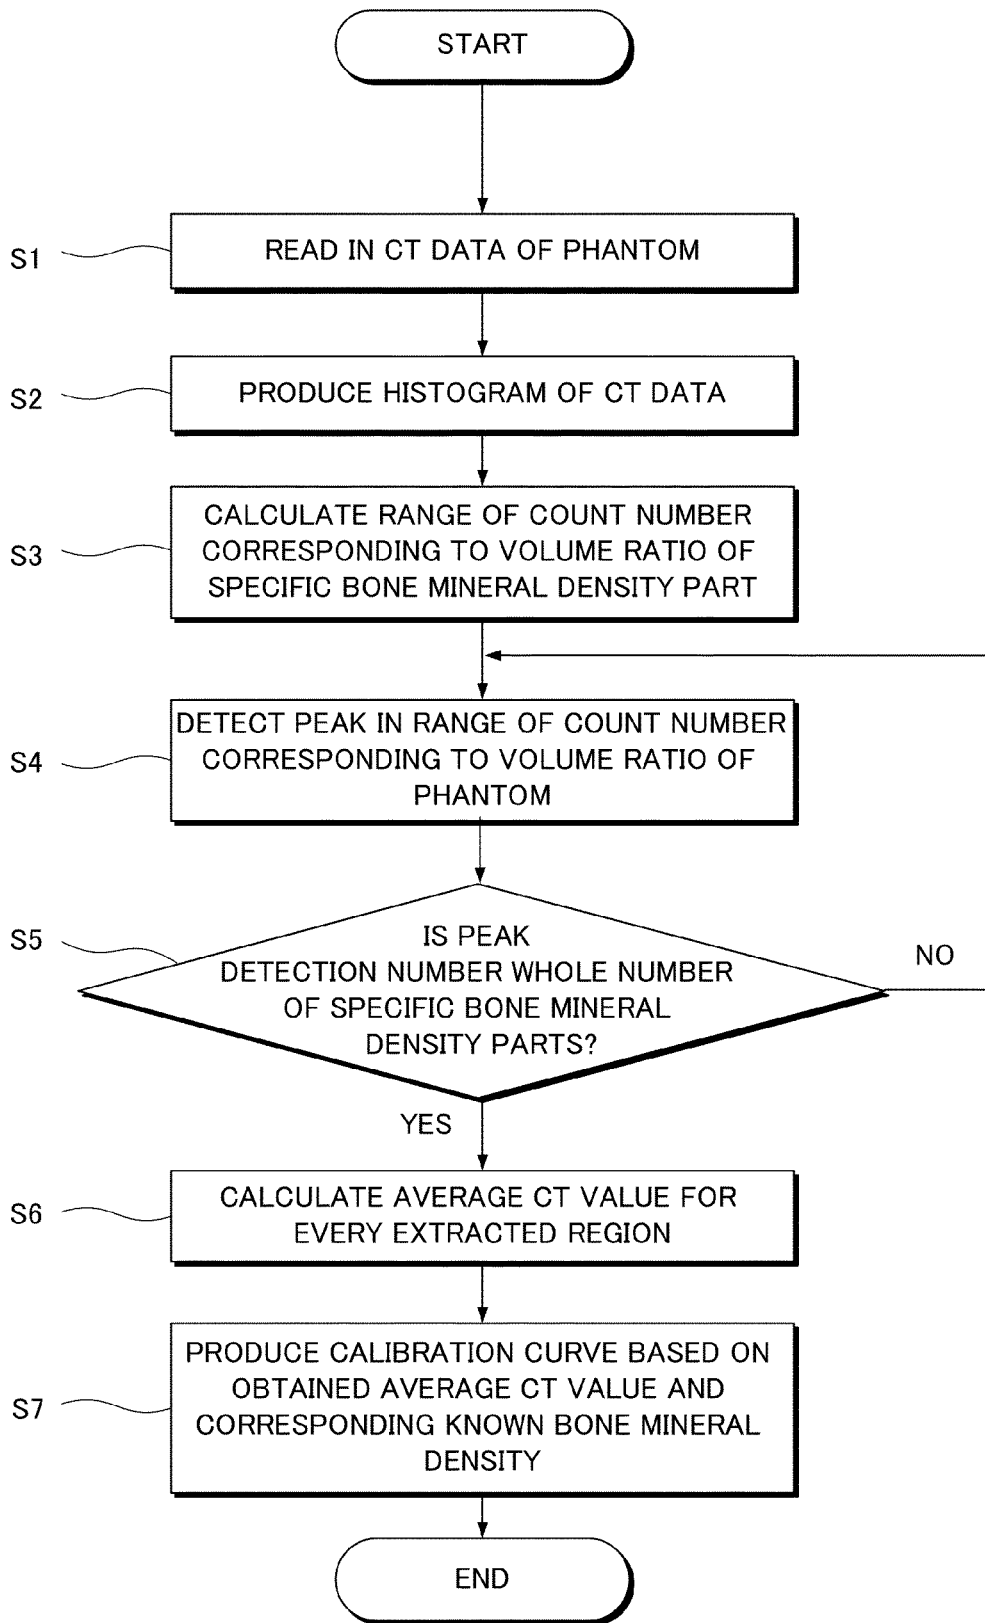 START
S1
READ IN CT DATA OF PHANTOM
S2
PRODUCE HISTOGRAM OF CT DATA
S3
CALCULATE RANGE OF COUNT NUMBER
CORRESPONDING TO VOLUME RATIO OF
SPECIFIC BONE MINERAL DENSITY PART
S4
DETECT PEAK IN RANGE OF COUNT NUMBER
CORRESPONDING TO VOLUME RATIO OF
PHANTOM
S5
IS PEAK
DETECTION NUMBER WHOLE NUMBER
OF SPECIFIC BONE MINERAL
DENSITY PARTS?
NO
YES
S6
CALCULATE AVERAGE CT VALUE FOR
EVERY EXTRACTED REGION
S7
PRODUCE CALIBRATION CURVE BASED ON
OBTAINED AVERAGE CT VALUE AND
CORRESPONDING KNOWN BONE MINERAL
DENSITY
END